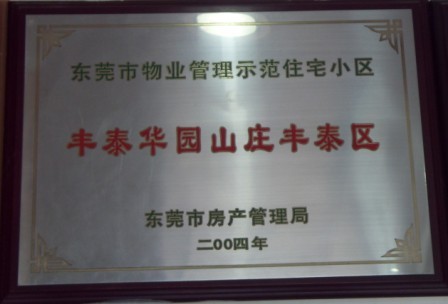 东莞市物业管理示范住宅小区
丰泰华园山庄丰泰区
东莞市房产管理局
二00四年